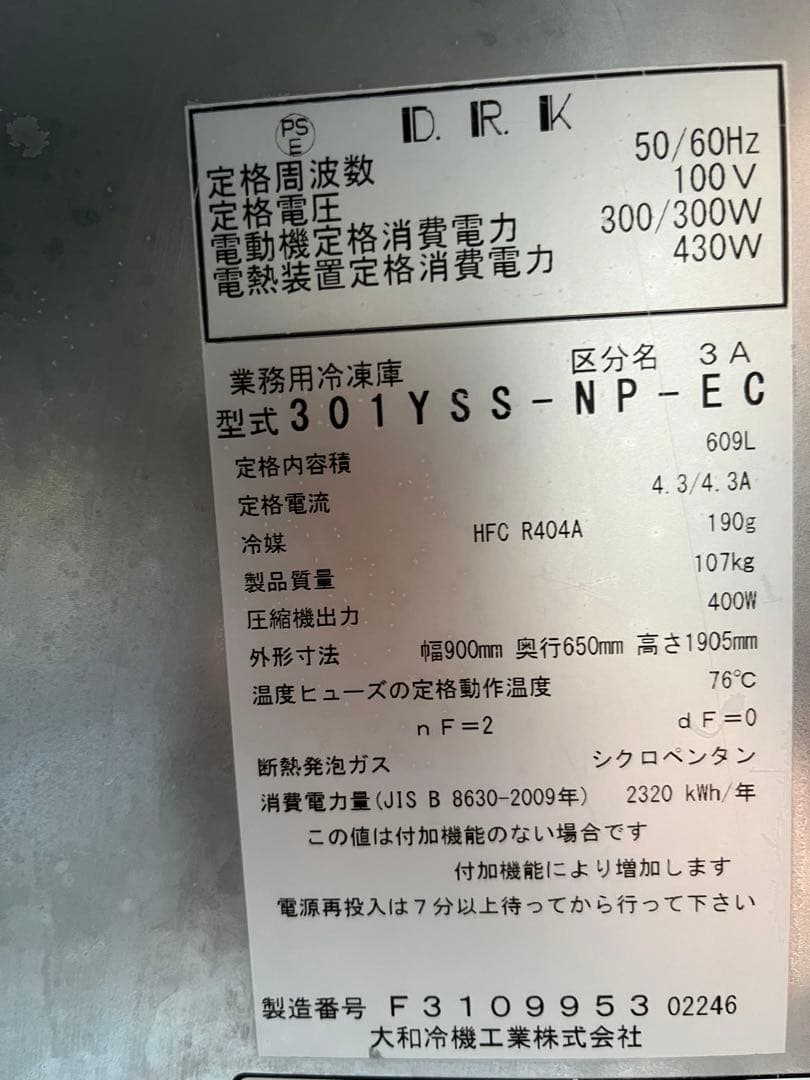 PS E D. R. K
定格周波数 50/60Hz
定格電圧 100V
電動機定格消費電力 300/300W
電熱装置定格消費電力 430W
業務用冷凍庫 区分名 3A
型式 301YSS-NP-EC
定格内容積 609L
定格電流 4.3/4.3A
冷媒 HFC R404A 190g
製品質量 107kg
圧縮機出力 400W
外形寸法 幅900mm 奥行650mm 高さ1905mm
温度ヒューズの定格動作温度 76℃
nF=2 dF=0
断熱発泡ガス シクロペンタン
消費電力量(JIS B 8630-2009年) 2320 kWh/年
この値は付加機能のない場合です
付加機能により増加します
電源再投入は7分以上待ってから行って下さい
製造番号 F3109953 02246
大和冷機工業株式会社